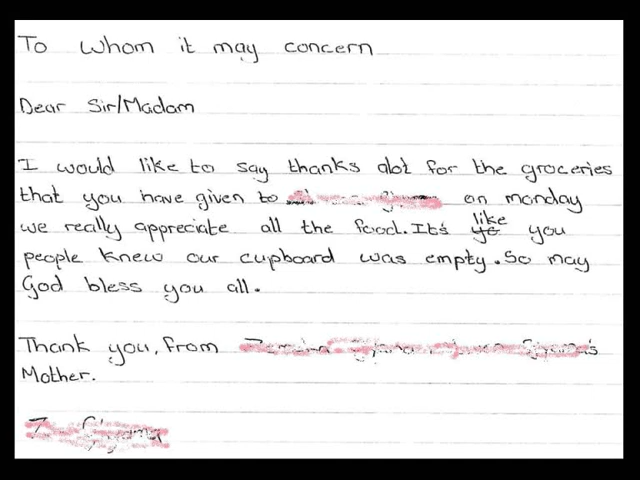 To whom it may concern
Dear Sir/Madam
I would like to say thanks alot for the groceries
that you have given to on monday
we really appreciate all the food. It's like you
people knew our cupboard was empty. So may
God bless you all.
Thank you, from
Mother.